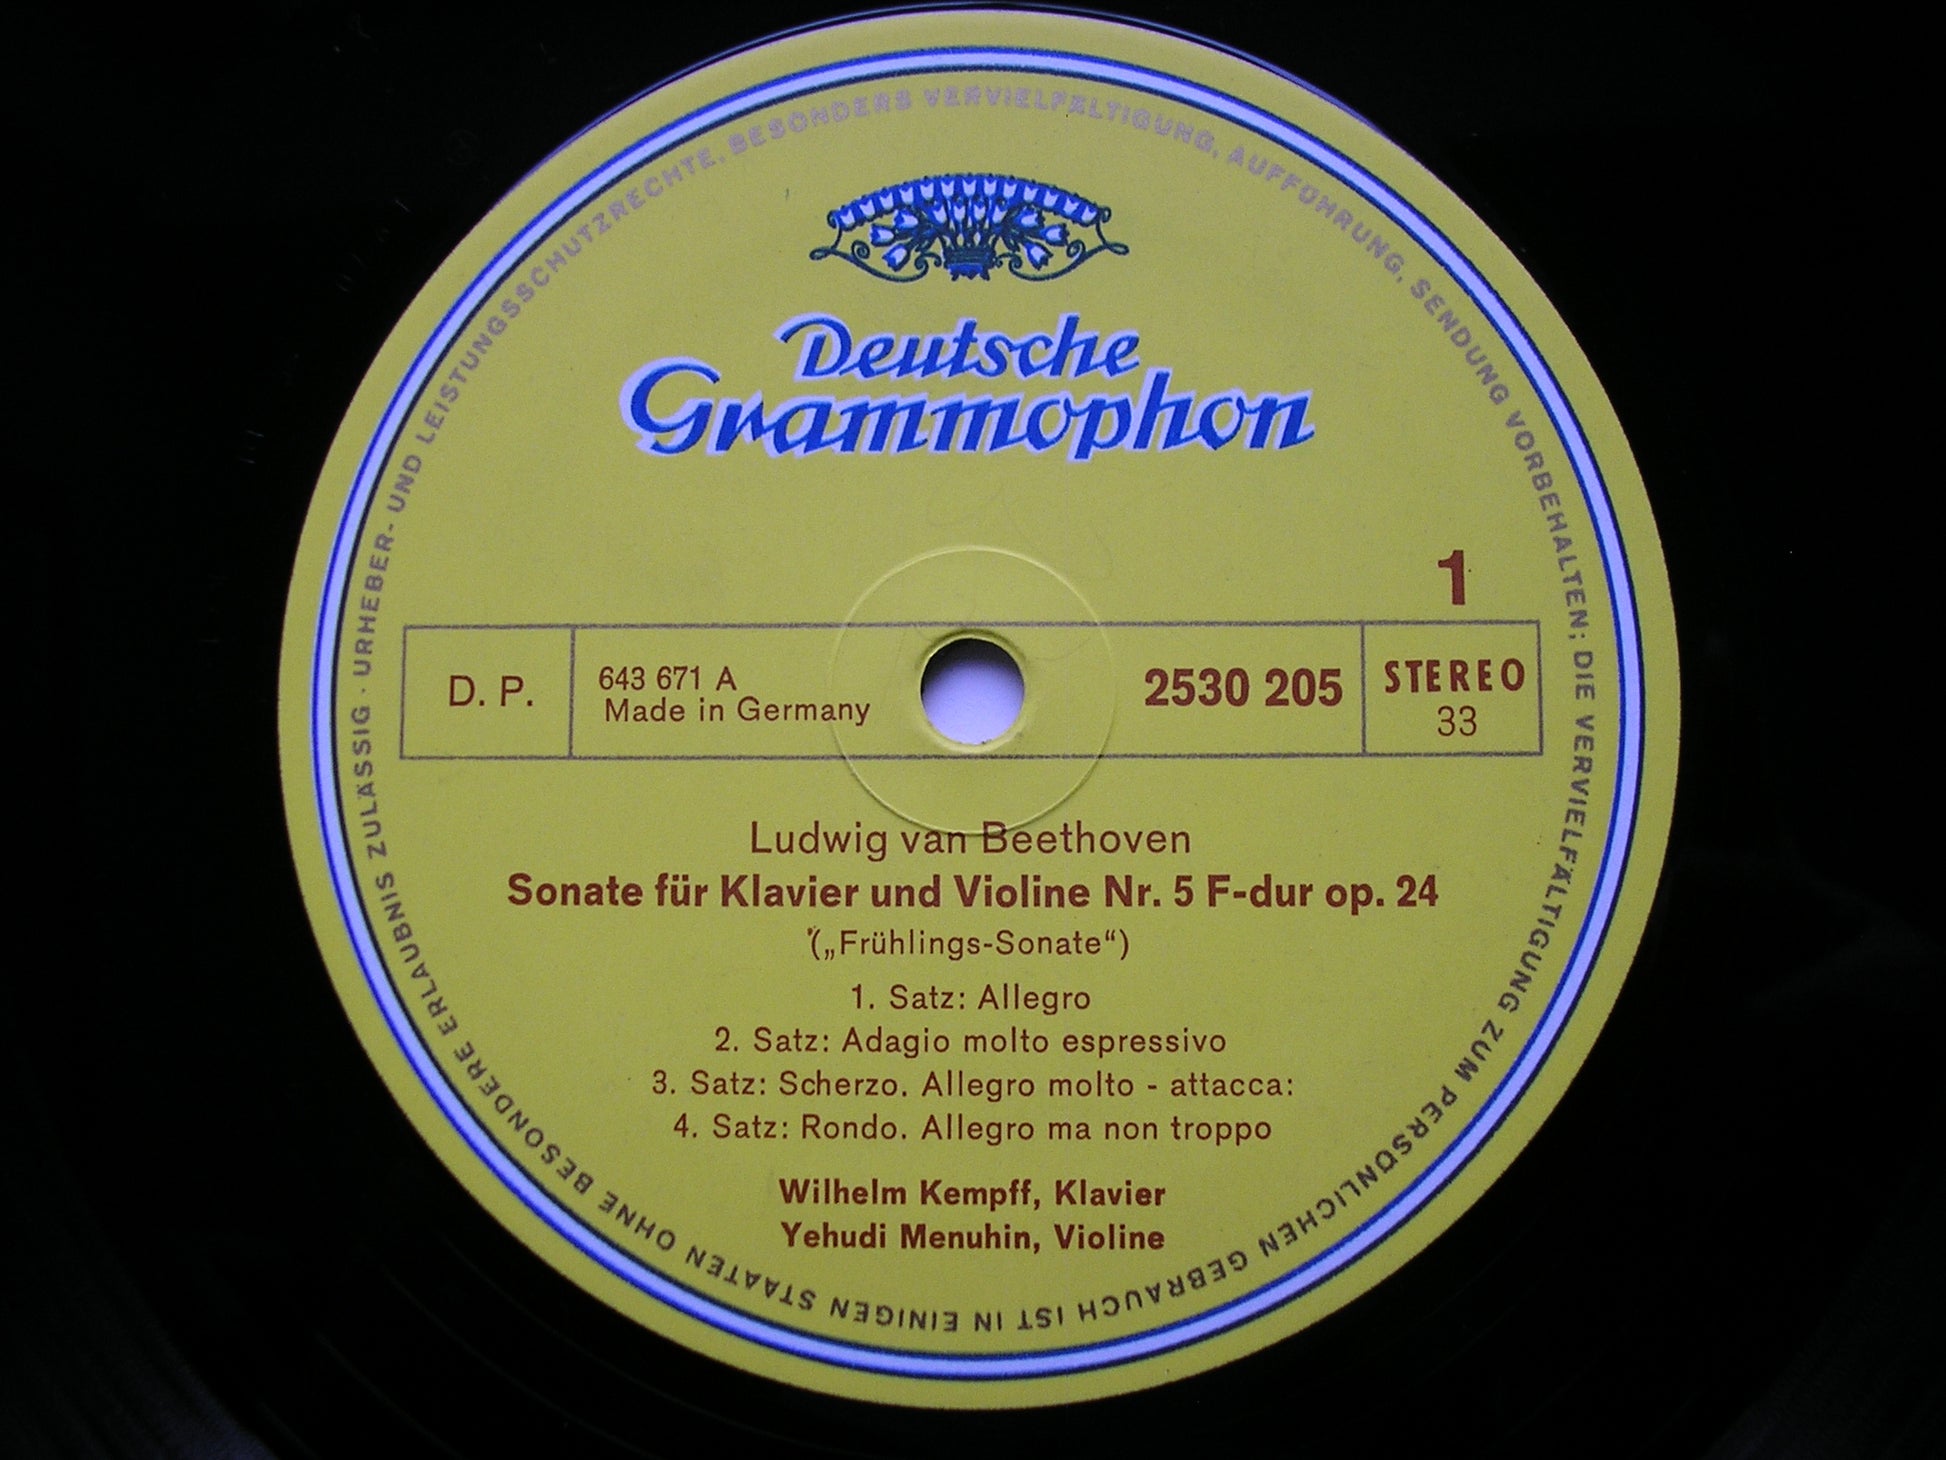 Deutsche
Grammophon
1
D. P.
643 671 A
Made in Germany
2530 205
STEREO
33
Ludwig van Beethoven
Sonate für Klavier und Violine Nr. 5 F-dur op. 24
(„Frühlings-Sonate“)
1. Satz: Allegro
2. Satz: Adagio molto espressivo
3. Satz: Scherzo. Allegro molto - attacca:
4. Satz: Rondo. Allegro ma non troppo
Wilhelm Kempff, Klavier
Yehudi Menuhin, Violine
URHEBER- UND LEISTUNGSSCHUTZRECHTE, BESONDERS VERVIELFÄLTIGUNG, AUFFÜHRUNG, SENDUNG VORBEHALTEN; DIE VERVIELFÄLTIGUNG ZUM PERSÖNLICHEN GEBRAUCH IST IN EINIGEN STAATEN OHNE BESONDERE ERLAUBNIS ZULÄSSIG ·